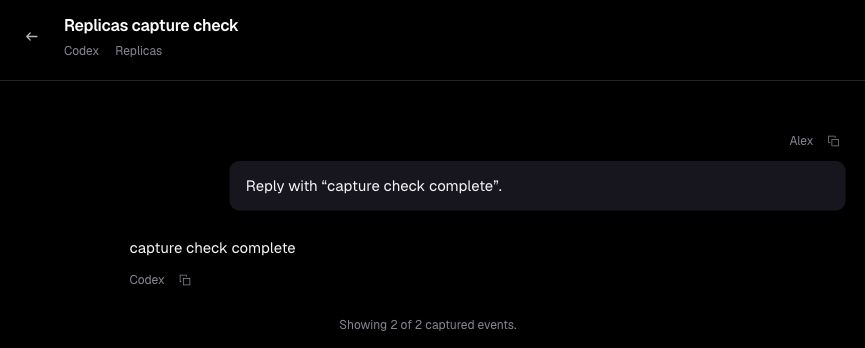 Replicas capture check
Codex Replicas
Alex
Reply with “capture check complete”.
capture check complete
Codex
Showing 2 of 2 captured events.